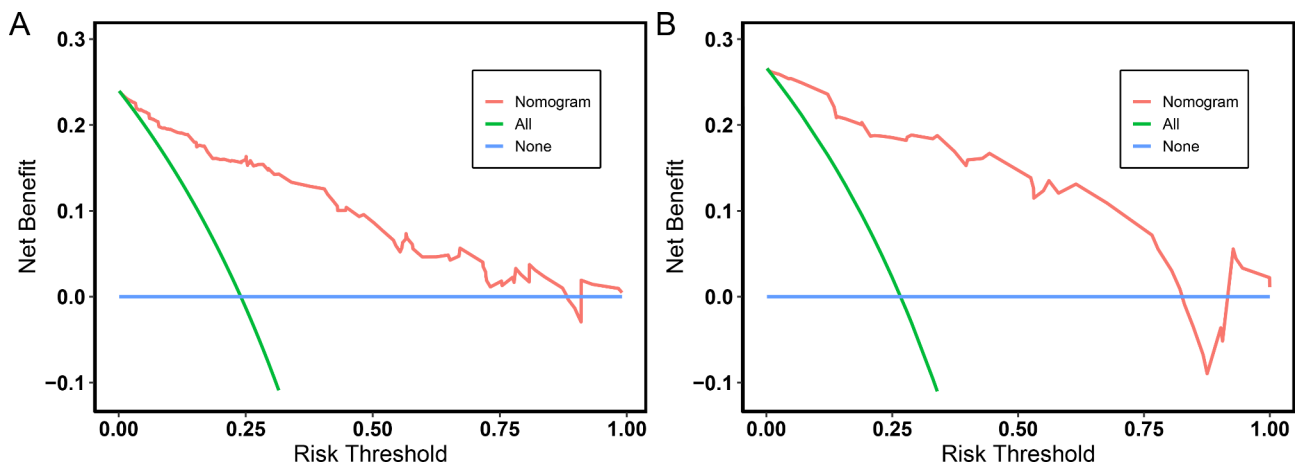 A
Net Benefit
0.3
0.2
0.1
0.0
−0.1
Nomogram
All
None
0.00
0.25
0.50
0.75
1.00
Risk Threshold
B
Net Benefit
0.3
0.2
0.1
0.0
−0.1
Nomogram
All
None
0.00
0.25
0.50
0.75
1.00
Risk Threshold